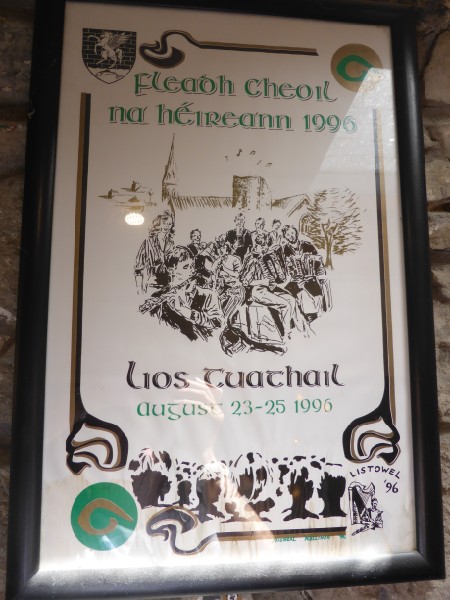 Fleadh Cheoil
na hÉireann 1996
Lios Tuathail
August 23-25 1996
LISTOWEL
'96